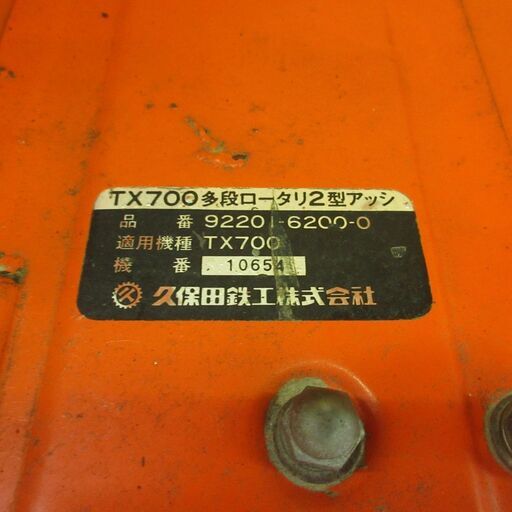 TX700多段ロータリ2型アッシ
品番 9220 -6200-0
適用機種 TX700
機番 10654
久保田鉄工株式会社